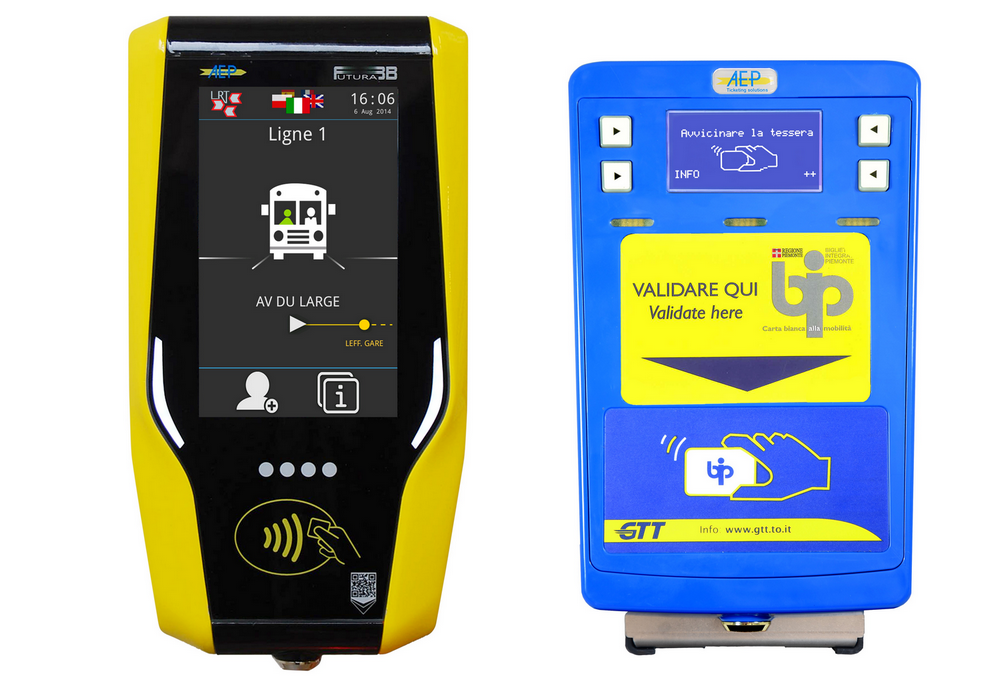 AEP
FUTURA3B
LRT
16:06
6 Aug 2014
Ligne 1
AV DU LARGE
LEFF. GARE
i
AEP
Ticketing solutions
Avvicinare la tessera
INFO
++
VALIDARE QUI
Validate here
REGIONE
PIEMONTE
BIGLIETTO
INTEGRATO
PIEMONTE
bip
Carta bianca alla mobilità
bip
GTT
Info www.gtt.to.it